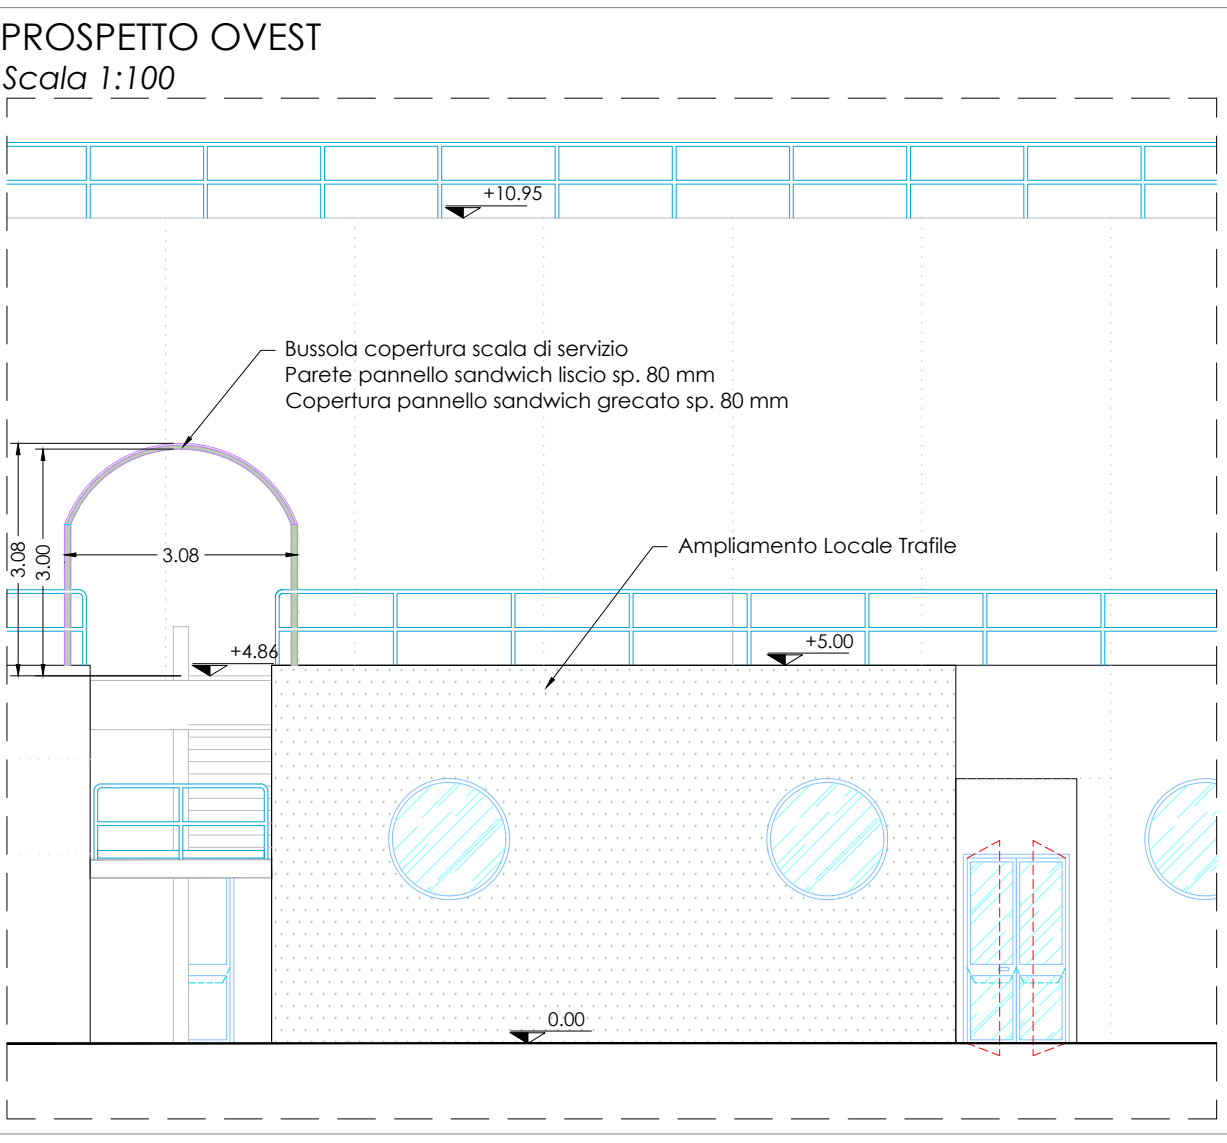 PROSPETTO OVEST
Scala 1:100
+10.95
Bussola copertura scala di servizio
Parete pannello sandwich liscio sp. 80 mm
Copertura pannello sandwich grecato sp. 80 mm
3.08
3.00
3.08
Ampliamento Locale Trafile
+4.86
+5.00
0.00